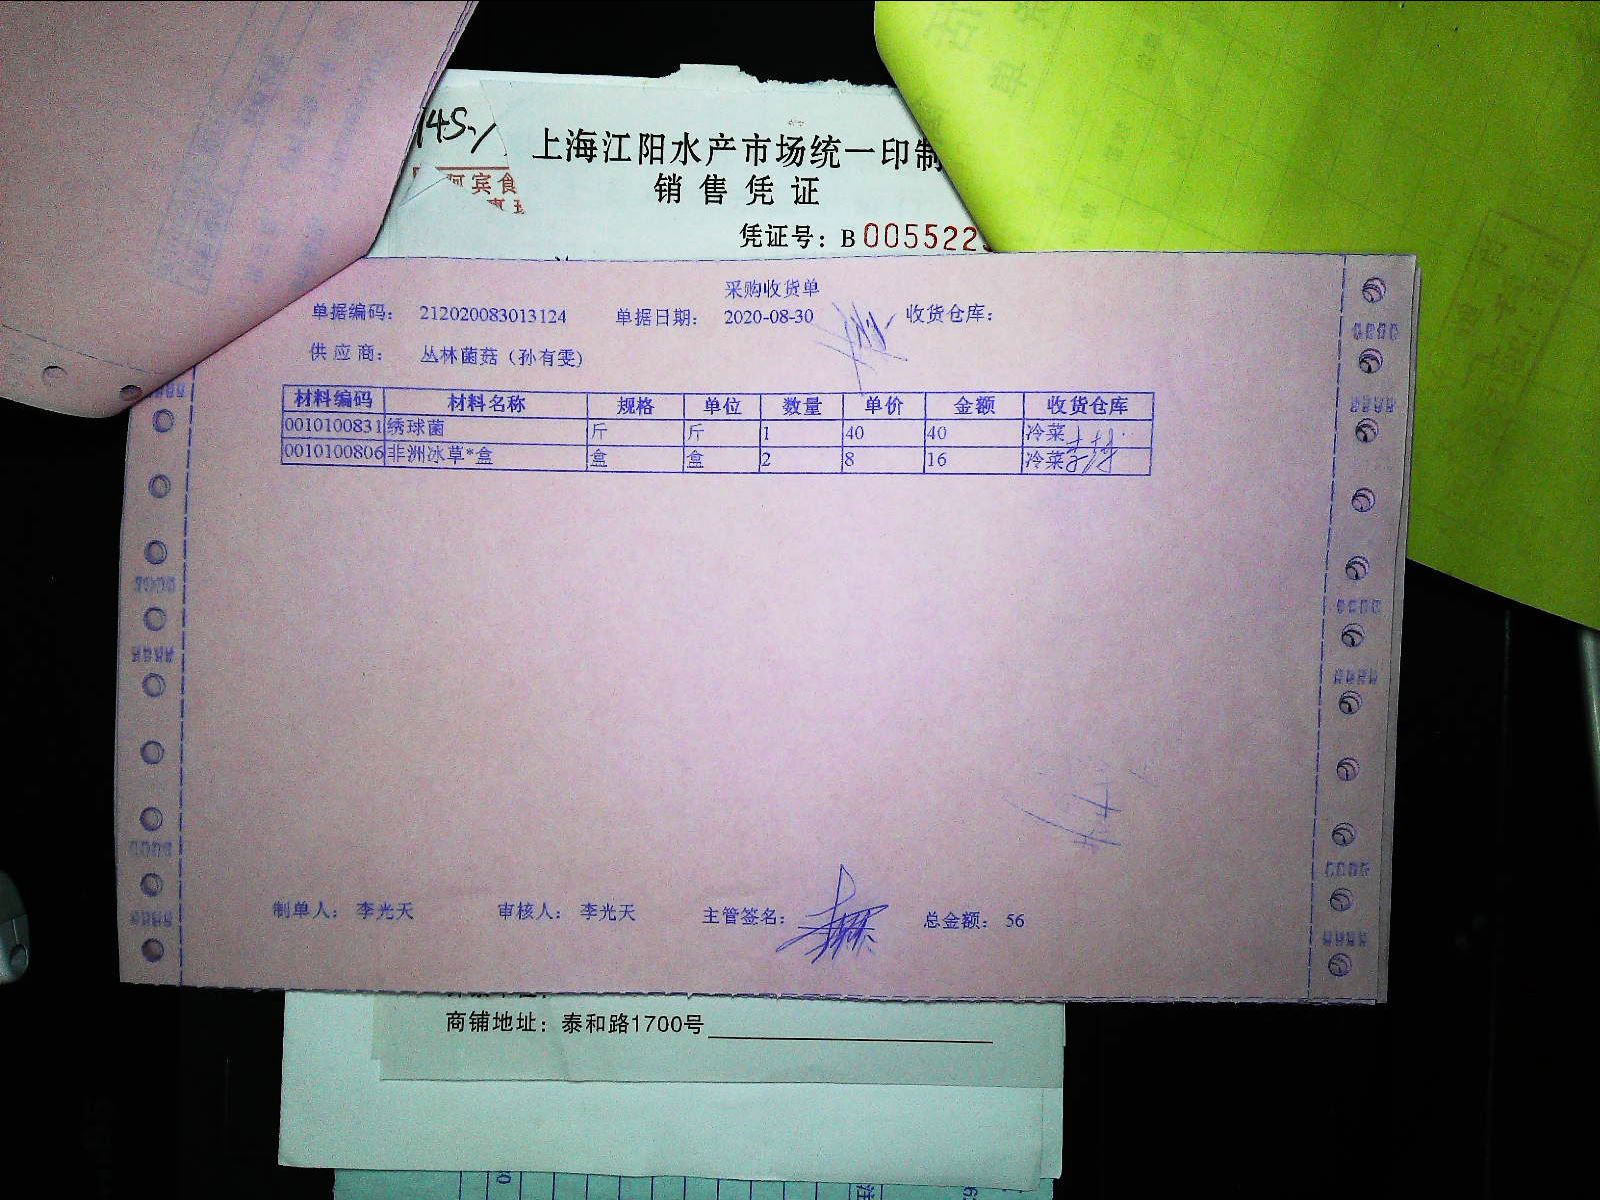 上海江阳水产市场统一印制
销售凭证
凭证号：B 0055223
采购收货单
单据编码： 212020083013124 单据日期： 2020-08-30 收货仓库：
供应商： 丛林菌菇（孙有雯）
材料编码 材料名称 规格 单位 数量 单价 金额 收货仓库
0010100831 绣球菌 斤 斤 1 40 40 冷菜
0010100806 非洲冰草*盒 盒 盒 2 8 16 冷菜
制单人： 李光天 审核人： 李光天 主管签名： 总金额： 56
商铺地址：泰和路1700号